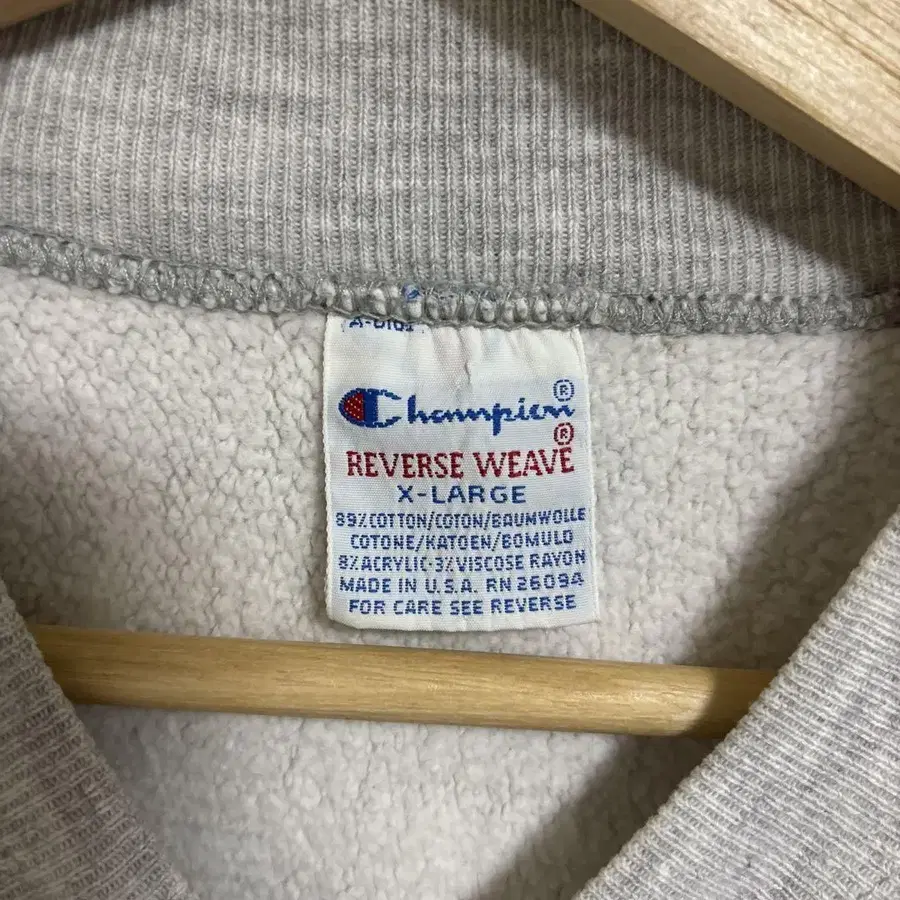 Champion®
REVERSE WEAVE®
X-LARGE
89% COTTON/COTON/BAUMWOLLE
COTONE/KATOEN/BOMULD
8% ACRYLIC·3% VISCOSE RAYON
MADE IN U.S.A. RN 26094
FOR CARE SEE REVERSE